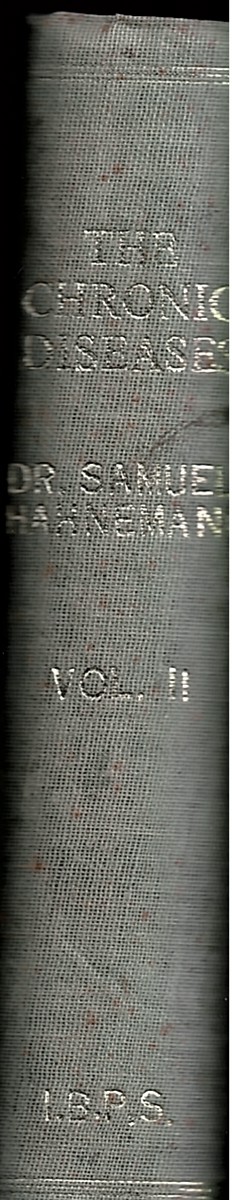 THE
CHRONIC
DISEASES
DR. SAMUEL
HAHNEMANN
VOL. II
I.B.P.S.